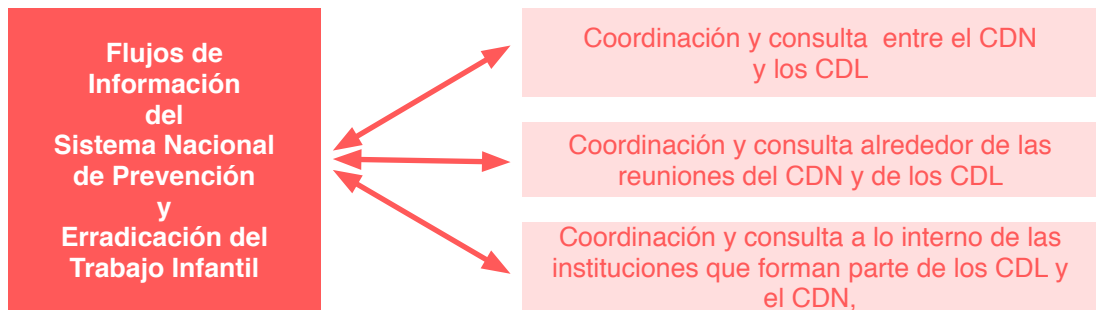 Flujos de
Información
del
Sistema Nacional
de Prevención
y
Erradicación del
Trabajo Infantil
Coordinación y consulta  entre el CDN
y los CDL
Coordinación y consulta alrededor de las
reuniones del CDN y de los CDL
Coordinación y consulta a lo interno de las
instituciones que forman parte de los CDL y
el CDN,